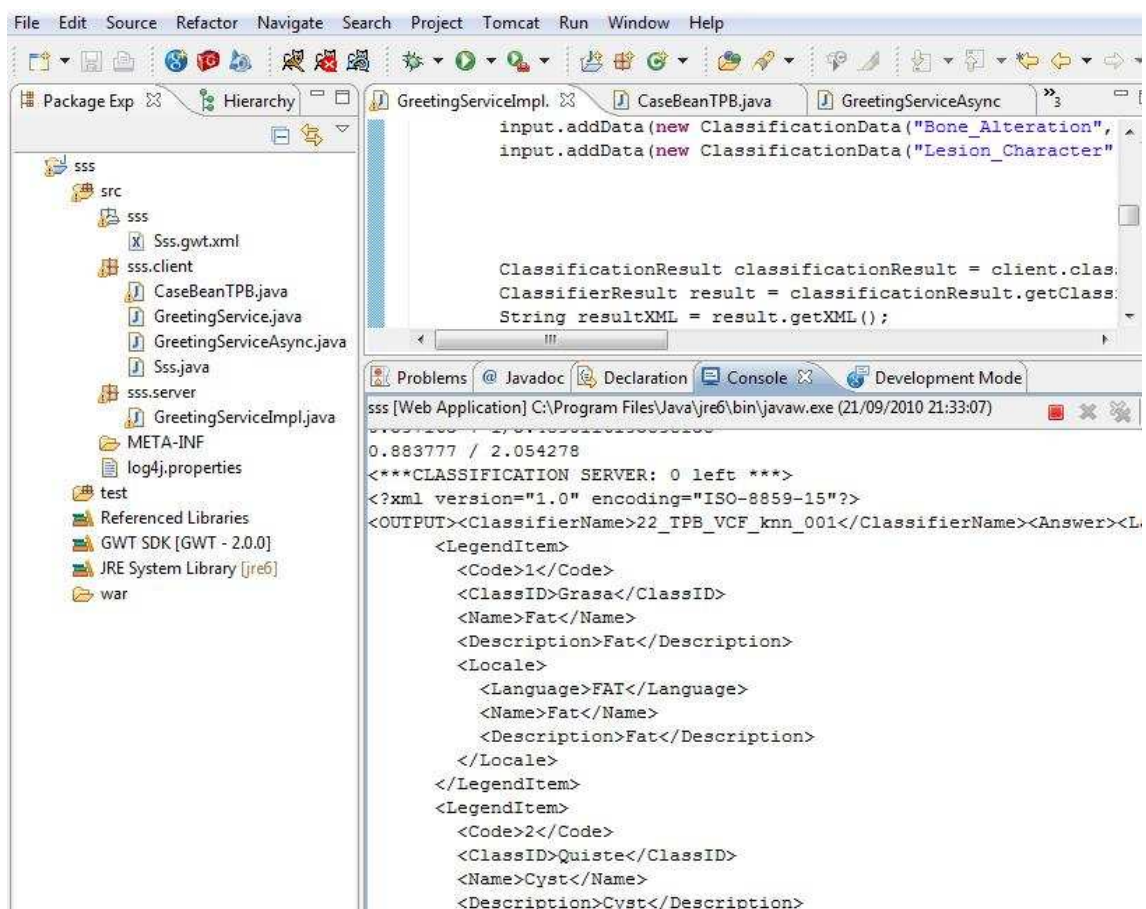 File Edit Source Refactor Navigate Search Project Tomcat Run Window Help
Package Exp Hierarchy
sss
src
sss
Sss.gwt.xml
sss.client
CaseBeanTPB.java
GreetingService.java
GreetingServiceAsync.java
Sss.java
sss.server
GreetingServiceImpl.java
META-INF
log4j.properties
test
Referenced Libraries
GWT SDK [GWT - 2.0.0]
JRE System Library [jre6]
war
GreetingServiceImpl. CaseBeanTPB.java GreetingServiceAsync »3
input.addData(new ClassificationData("Bone_Alteration",
input.addData(new ClassificationData("Lesion_Character"
ClassificationResult classificationResult = client.clas
ClassifierResult result = classificationResult.getClass
String resultXML = result.getXML();
Problems @ Javadoc Declaration Console Development Mode
sss [Web Application] C:\Program Files\Java\jre6\bin\javaw.exe (21/09/2010 21:33:07)
0.883777 / 2.054278
<***CLASSIFICATION SERVER: 0 left ***>
<?xml version="1.0" encoding="ISO-8859-15"?>
<OUTPUT><ClassifierName>22_TPB_VCF_knn_001</ClassifierName><Answer><L
<LegendItem>
<Code>1</Code>
<ClassID>Grasa</ClassID>
<Name>Fat</Name>
<Description>Fat</Description>
<Locale>
<Language>FAT</Language>
<Name>Fat</Name>
<Description>Fat</Description>
</Locale>
</LegendItem>
<LegendItem>
<Code>2</Code>
<ClassID>Quiste</ClassID>
<Name>Cyst</Name>
<Description>Cyst</Description>